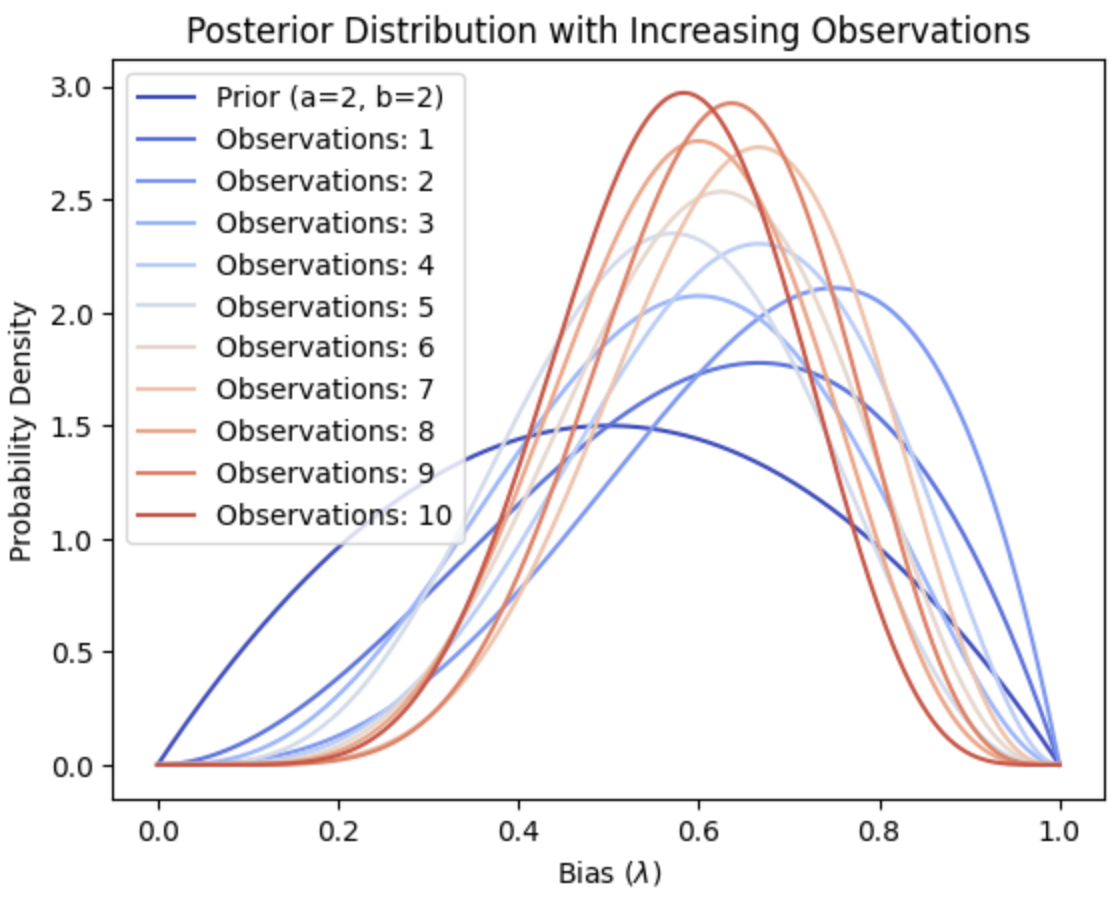 Posterior Distribution with Increasing Observations
3.0
2.5
2.0
1.5
1.0
0.5
0.0
Probability Density
Prior (a=2, b=2)
Observations: 1
Observations: 2
Observations: 3
Observations: 4
Observations: 5
Observations: 6
Observations: 7
Observations: 8
Observations: 9
Observations: 10
0.0 0.2 0.4 0.6 0.8 1.0
Bias (λ)